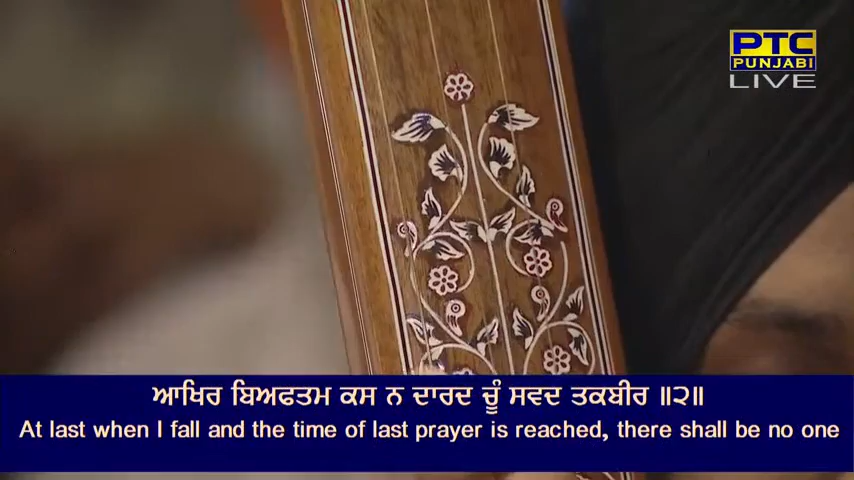 PTC
PUNJABI
LIVE
ਆਖਿਰ ਬਿਅਫਤਮ ਕਸ ਨ ਦਾਰਦ ਚੂੰ ਸਵਦ ਤਕਬੀਰ ॥੨॥
At last when I fall and the time of last prayer is reached, there shall be no one